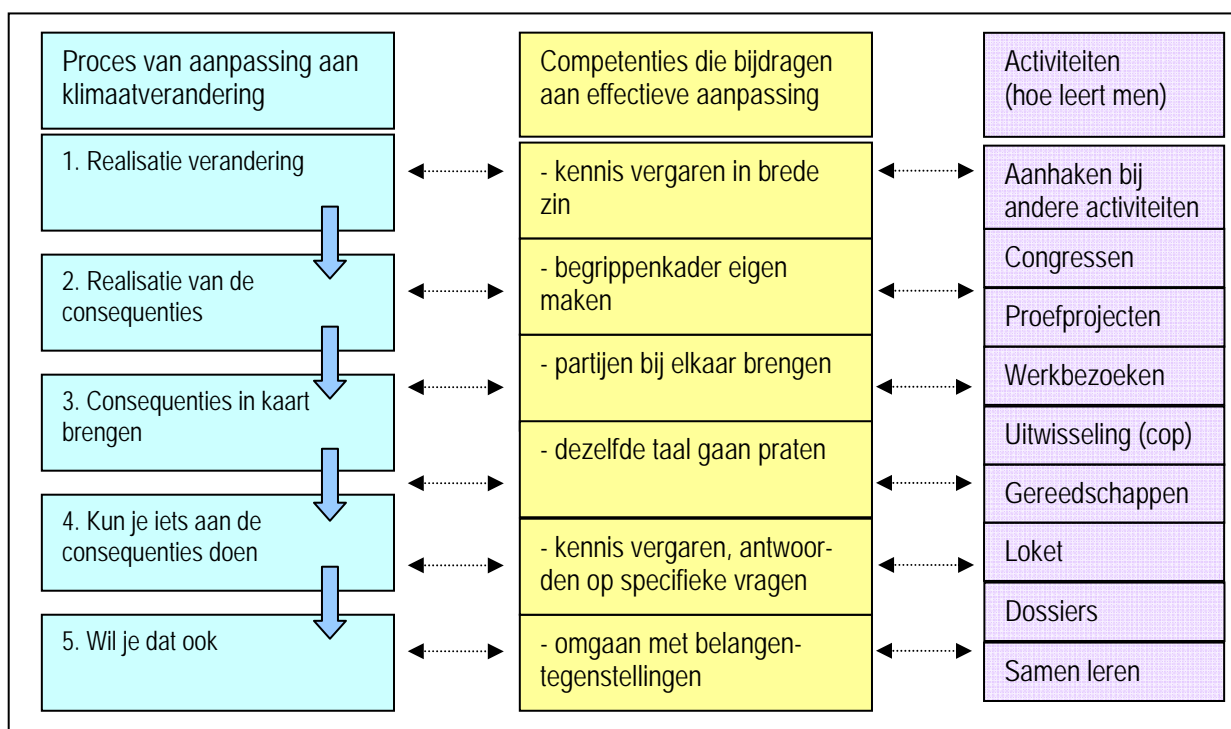 Proces van aanpassing aan
klimaatverandering
1. Realisatie verandering
2. Realisatie van de
consequenties
3. Consequenties in kaart
brengen
4. Kun je iets aan de
consequenties doen
5. Wil je dat ook
Competenties die bijdragen
aan effectieve aanpassing
- kennis vergaren in brede
zin
- begrippenkader eigen
maken
- partijen bij elkaar brengen
- dezelfde taal gaan praten
- kennis vergaren, antwoor-
den op specifieke vragen
- omgaan met belangen-
tegenstellingen
Activiteiten
(hoe leert men)
Aanhaken bij
andere activiteiten
Congressen
Proefprojecten
Werkbezoeken
Uitwisseling (cop)
Gereedschappen
Loket
Dossiers
Samen leren